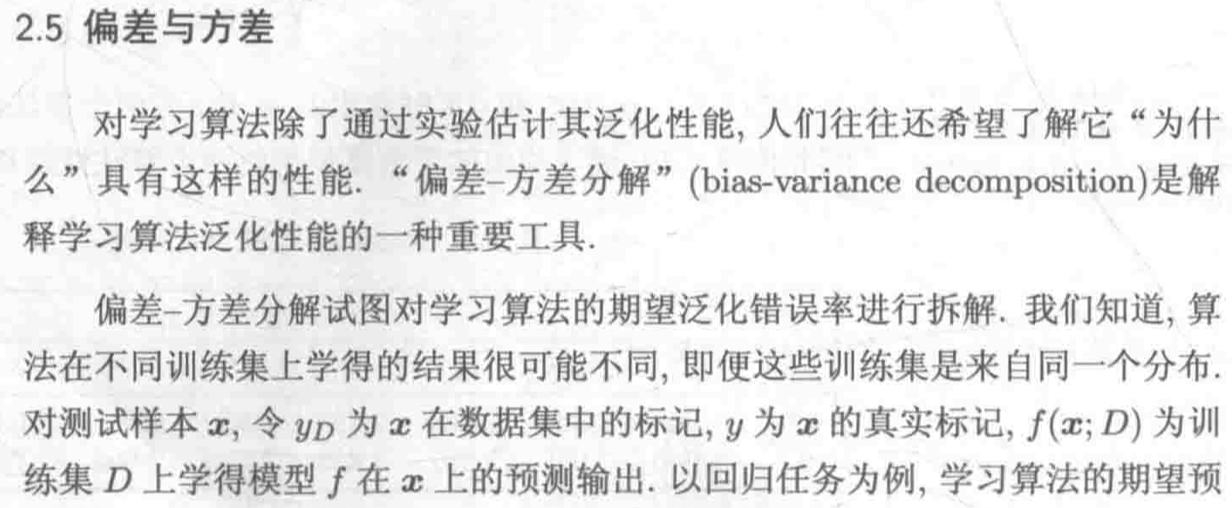 2.5 偏差与方差
对学习算法除了通过实验估计其泛化性能, 人们往往还希望了解它“为什
么”具有这样的性能. “偏差–方差分解”(bias-variance decomposition)是解
释学习算法泛化性能的一种重要工具.
偏差–方差分解试图对学习算法的期望泛化错误率进行拆解. 我们知道, 算
法在不同训练集上学得的结果很可能不同, 即便这些训练集是来自同一个分布.
对测试样本 x, 令 y_D 为 x 在数据集中的标记, y 为 x 的真实标记, f(x; D) 为训
练集 D 上学得模型 f 在 x 上的预测输出. 以回归任务为例, 学习算法的期望预